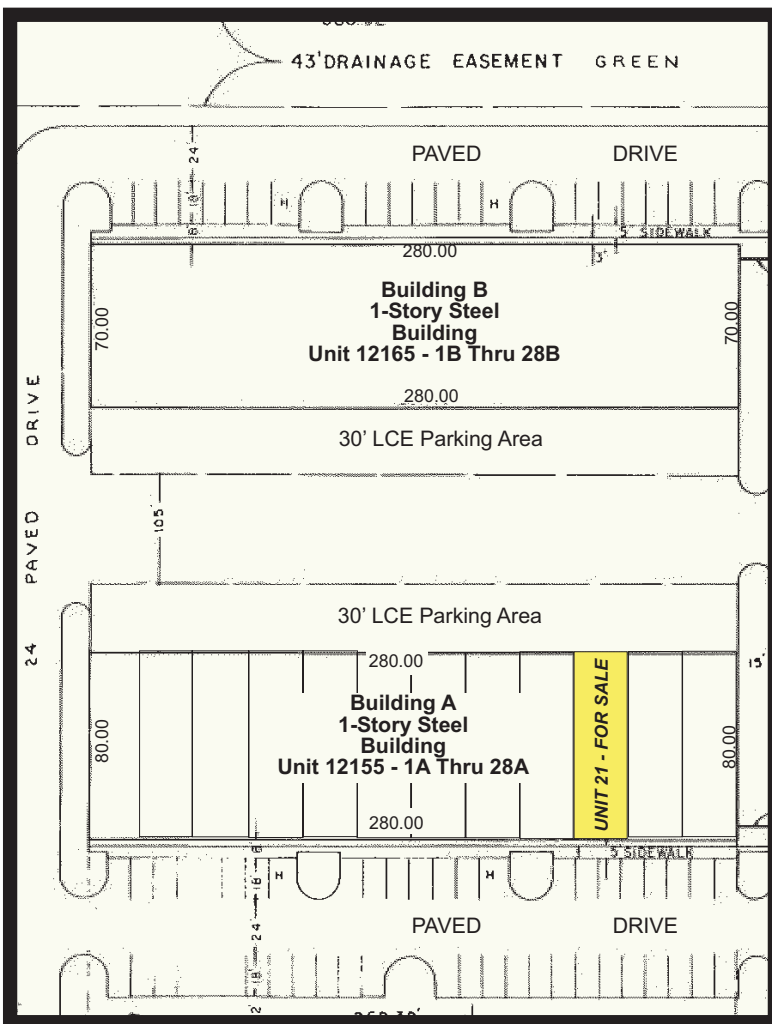 43' DRAINAGE EASEMENT GREEN
24'
PAVED DRIVE
18'
H
H
8'
5' SIDEWALK
280.00
3'
Building B
1-Story Steel
Building
Unit 12165 - 1B Thru 28B
70.00
70.00
280.00
30' LCE Parking Area
24 PAVED DRIVE
105'
30' LCE Parking Area
280.00
15'
Building A
1-Story Steel
Building
Unit 12155 - 1A Thru 28A
80.00
80.00
UNIT 21 - FOR SALE
280.00
5' SIDEWALK
18'
H
H
24'
PAVED DRIVE
18'